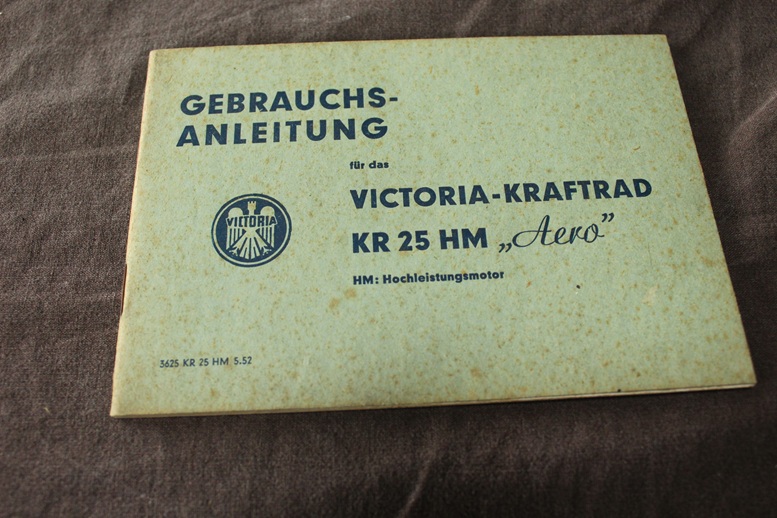 GEBRAUCHS-
ANLEITUNG
für das
VICTORIA-KRAFTRAD
KR 25 HM „Aero”
HM: Hochleistungsmotor
VICTORIA
3625 KR 25 HM 5.52